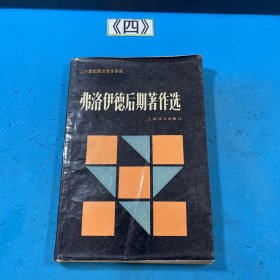 《四》
二十世纪西方哲学译丛
弗洛伊德后期著作选
上海译文出版社